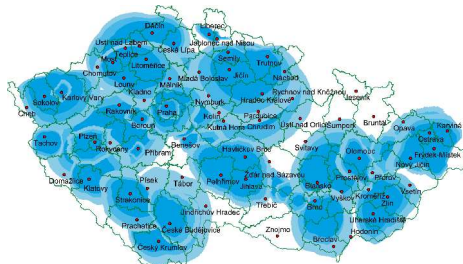 Děčín
Liberec
Ústí nad Labem
Jablonec nad Nisou
Teplice
Česká Lípa
Most
Semily
Trutnov
Chomutov
Litoměřice
Mladá Boleslav
Jičín
Náchod
Louny
Mělník
Sokolov
Karlovy Vary
Kladno
Nymburk
Hradec Králové
Rychnov nad Kněžnou
Jeseník
Cheb
Rakovník
Praha
Kolín
Pardubice
Beroun
Kutná Hora
Chrudim
Ústí nad Orlicí
Šumperk
Bruntál
Opava
Karviná
Tachov
Plzeň
Rokycany
Příbram
Benešov
Havlíčkův Brod
Svitavy
Olomouc
Ostrava
Frýdek-Místek
Nový Jičín
Domažlice
Klatovy
Písek
Tábor
Pelhřimov
Žďár nad Sázavou
Jihlava
Blansko
Prostějov
Přerov
Vsetín
Strakonice
Jindřichův Hradec
Třebíč
Brno
Vyškov
Kroměříž
Zlín
Prachatice
České Budějovice
Uherské Hradiště
Český Krumlov
Znojmo
Hodonín
Břeclav